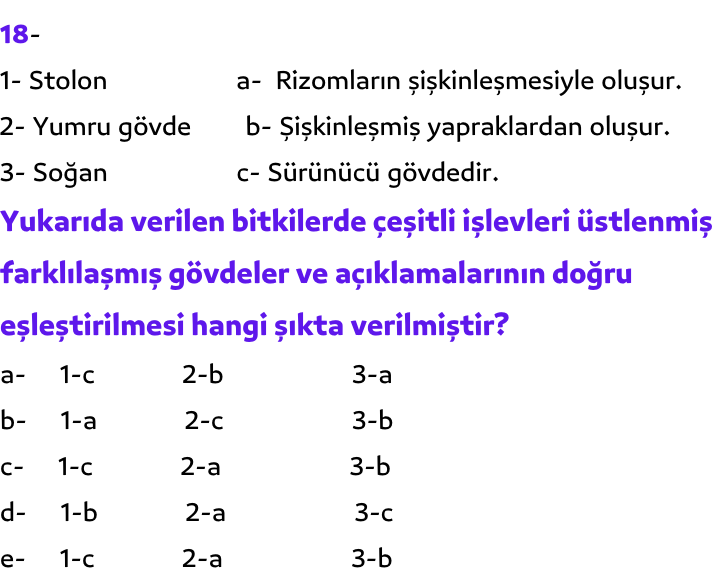 18-
1- Stolon a- Rizomların şişkinleşmesiyle oluşur.
2- Yumru gövde b- Şişkinleşmiş yapraklardan oluşur.
3- Soğan c- Sürünücü gövdedir.
Yukarıda verilen bitkilerde çeşitli işlevleri üstlenmiş
farklılaşmış gövdeler ve açıklamalarının doğru
eşleştirilmesi hangi şıkta verilmiştir?
a- 1-c 2-b 3-a
b- 1-a 2-c 3-b
c- 1-c 2-a 3-b
d- 1-b 2-a 3-c
e- 1-c 2-a 3-b